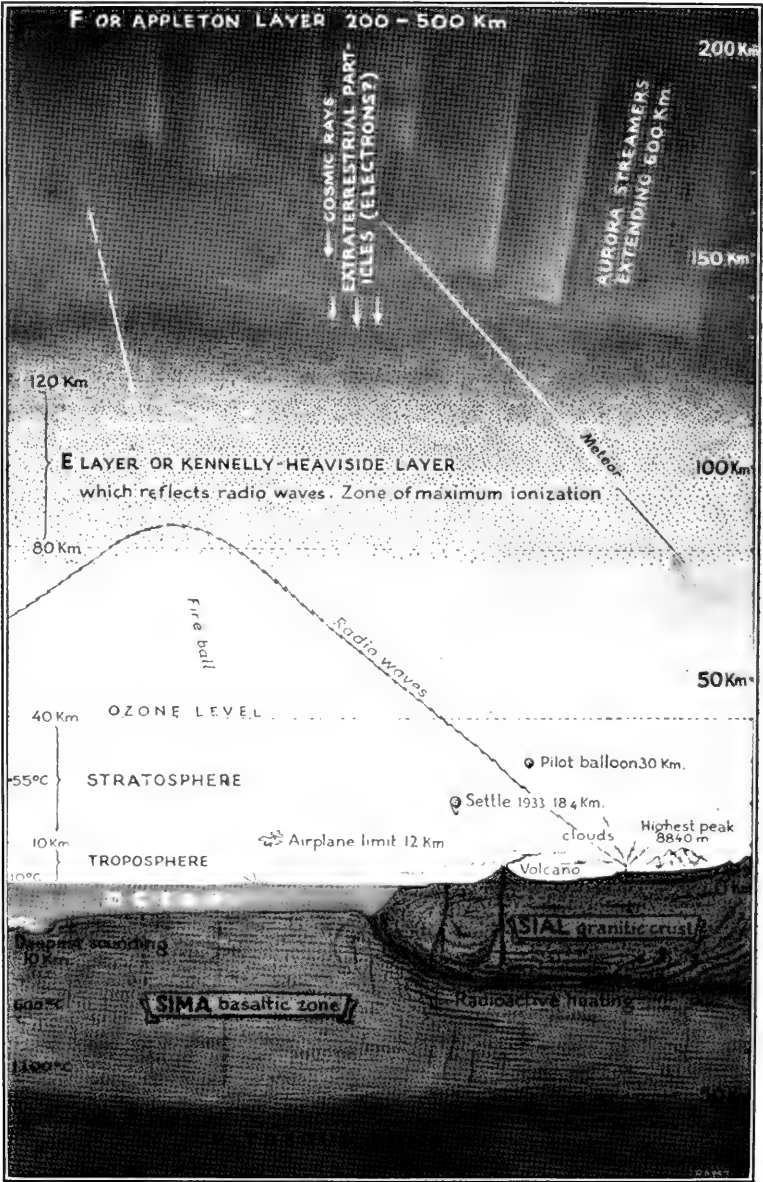 F OR APPLETON LAYER 200 – 500 Km
200 Km
COSMIC RAYS
EXTRATERRESTRIAL PART-
ICLES (ELECTRONS?)
AURORA STREAMERS
EXTENDING 600 Km
150 Km
120 Km
Meteor
E LAYER OR KENNELLY-HEAVISIDE LAYER
100 Km
which reflects radio waves. Zone of maximum ionization
80 Km
Fire ball
Radio waves
50 Km
40 Km
OZONE LEVEL
Pilot balloon 30 Km.
-55°C
STRATOSPHERE
Settle 1933 18.4 Km.
clouds
Highest peak
8840 m
10 Km
Airplane limit 12 Km
TROPOSPHERE
Volcano
10°C
SIAL granitic crust
Deepest sounding
10 Km
600°C
SIMA basaltic zone
Radioactive heating
1100°C
50 Km